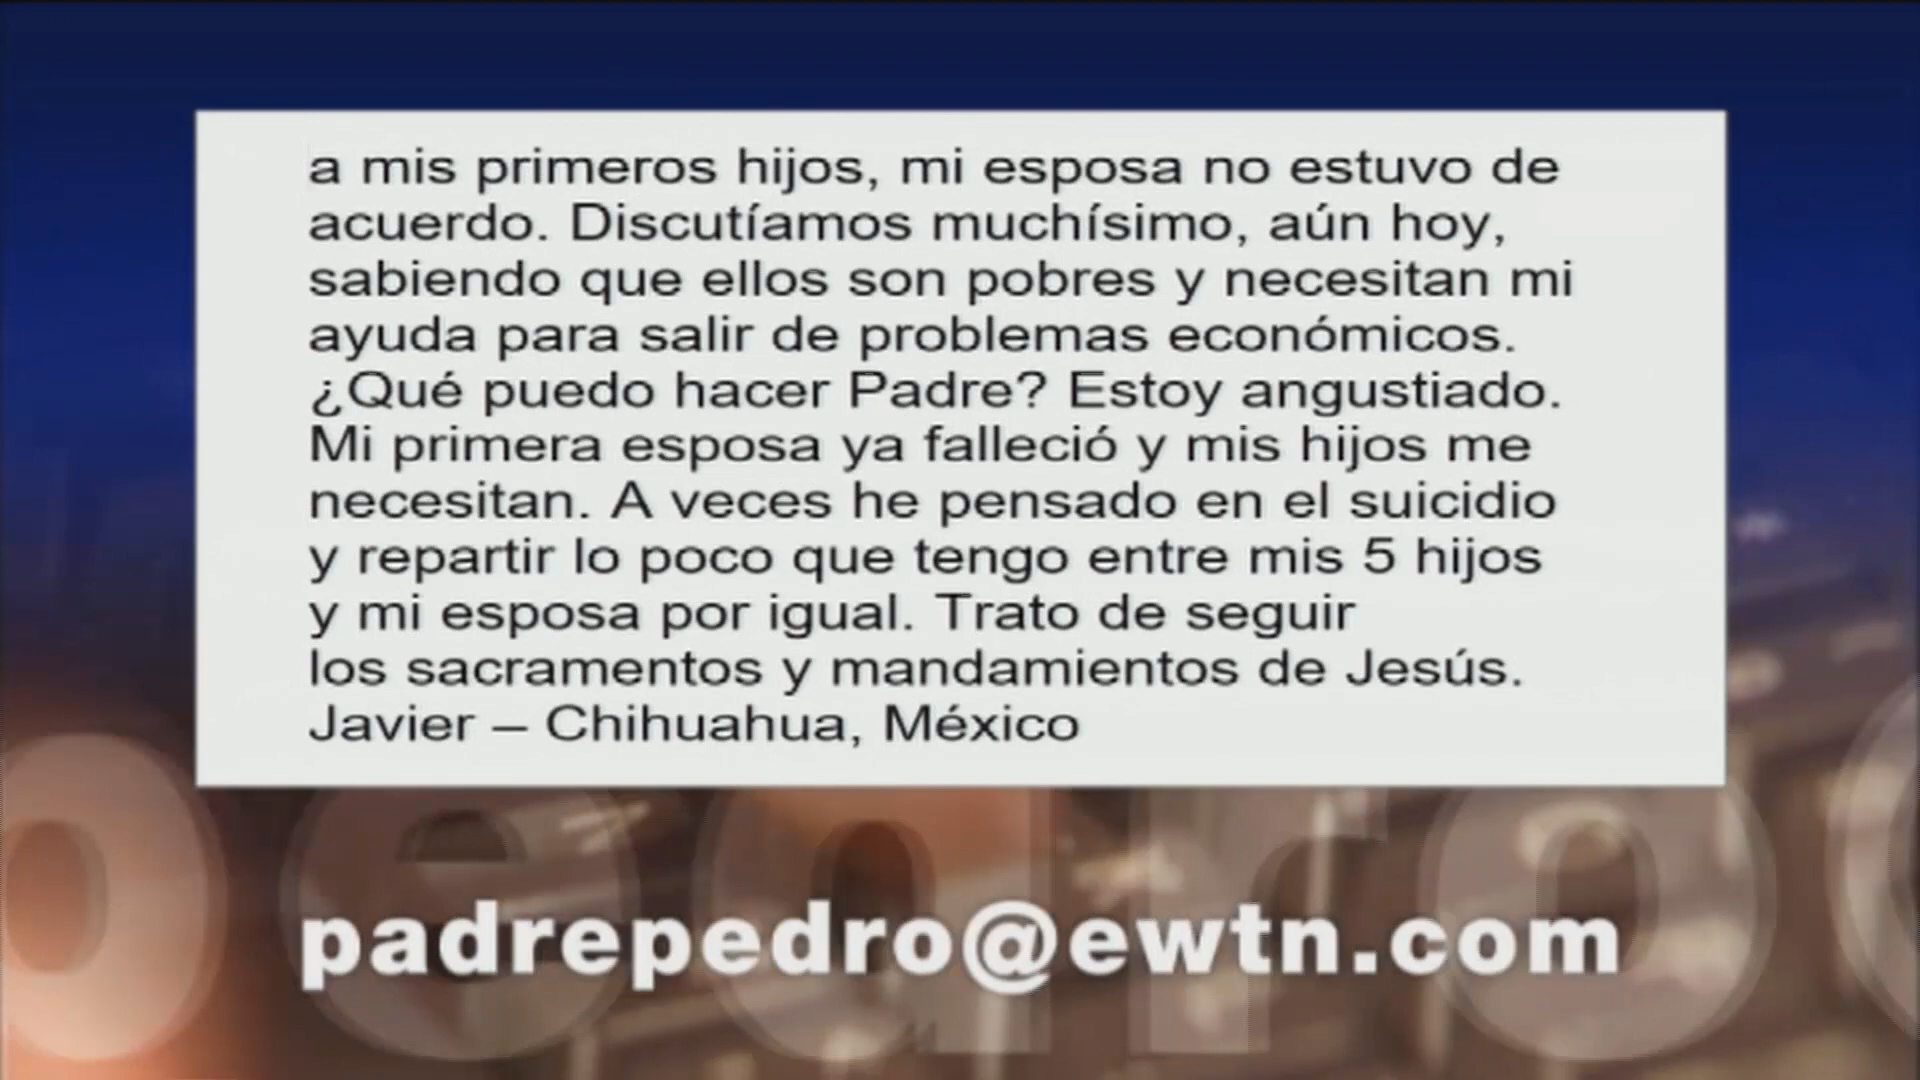 a mis primeros hijos, mi esposa no estuvo de
acuerdo. Discutíamos muchísimo, aún hoy,
sabiendo que ellos son pobres y necesitan mi
ayuda para salir de problemas económicos.
¿Qué puedo hacer Padre? Estoy angustiado.
Mi primera esposa ya falleció y mis hijos me
necesitan. A veces he pensado en el suicidio
y repartir lo poco que tengo entre mis 5 hijos
y mi esposa por igual. Trato de seguir
los sacramentos y mandamientos de Jesús.
Javier – Chihuahua, México
padrepedro@ewtn.com